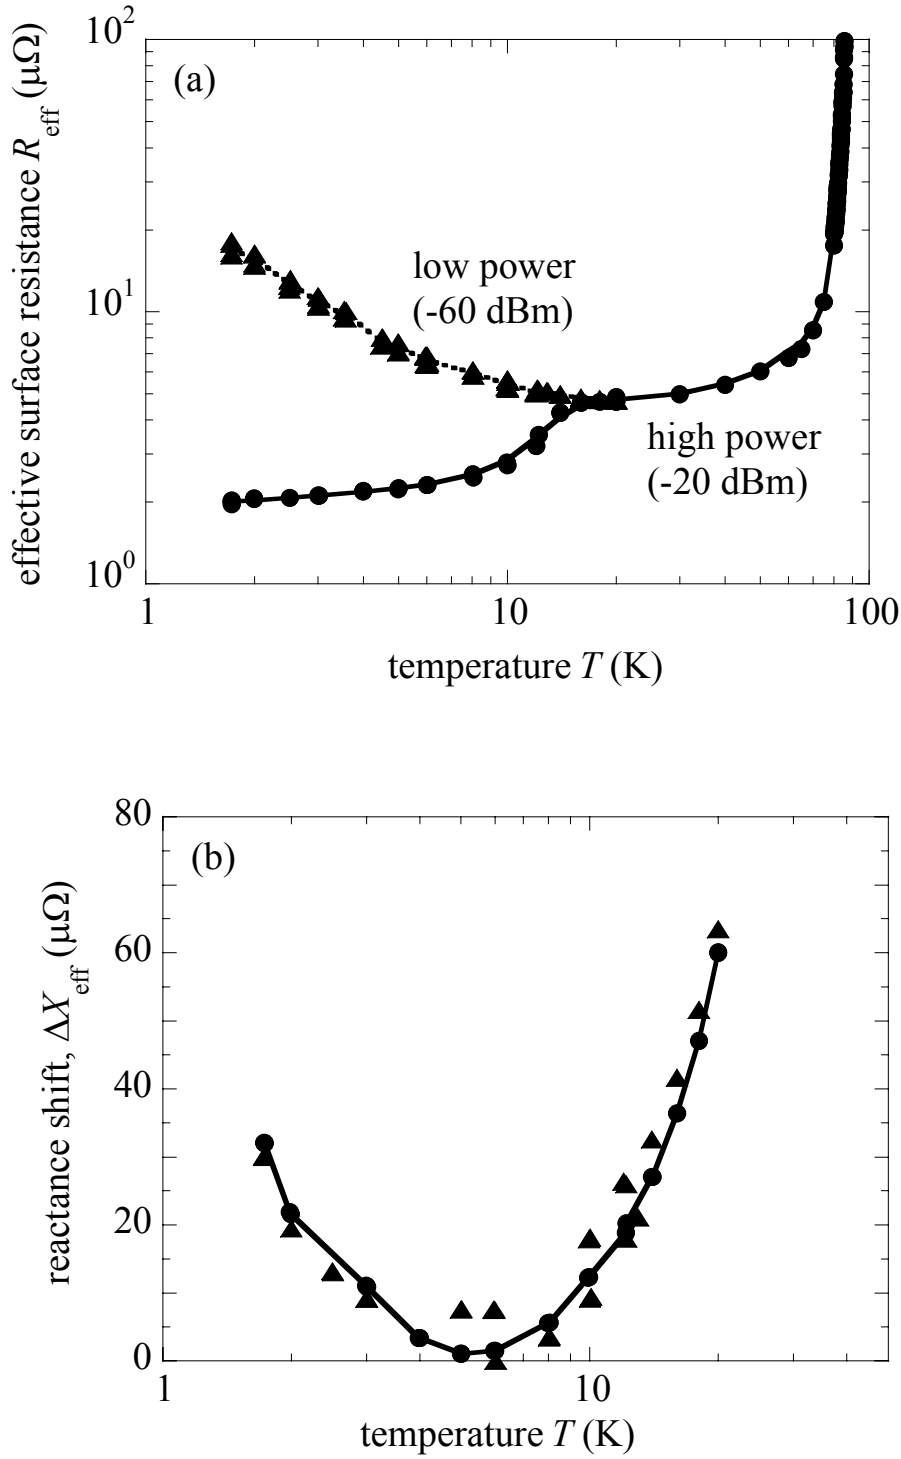 effective surface resistance R_eff (μΩ)
10^2
(a)
low power
(-60 dBm)
10^1
high power
(-20 dBm)
10^0
1
10
100
temperature T (K)
reactance shift, ΔX_eff (μΩ)
80
(b)
60
40
20
0
1
10
temperature T (K)